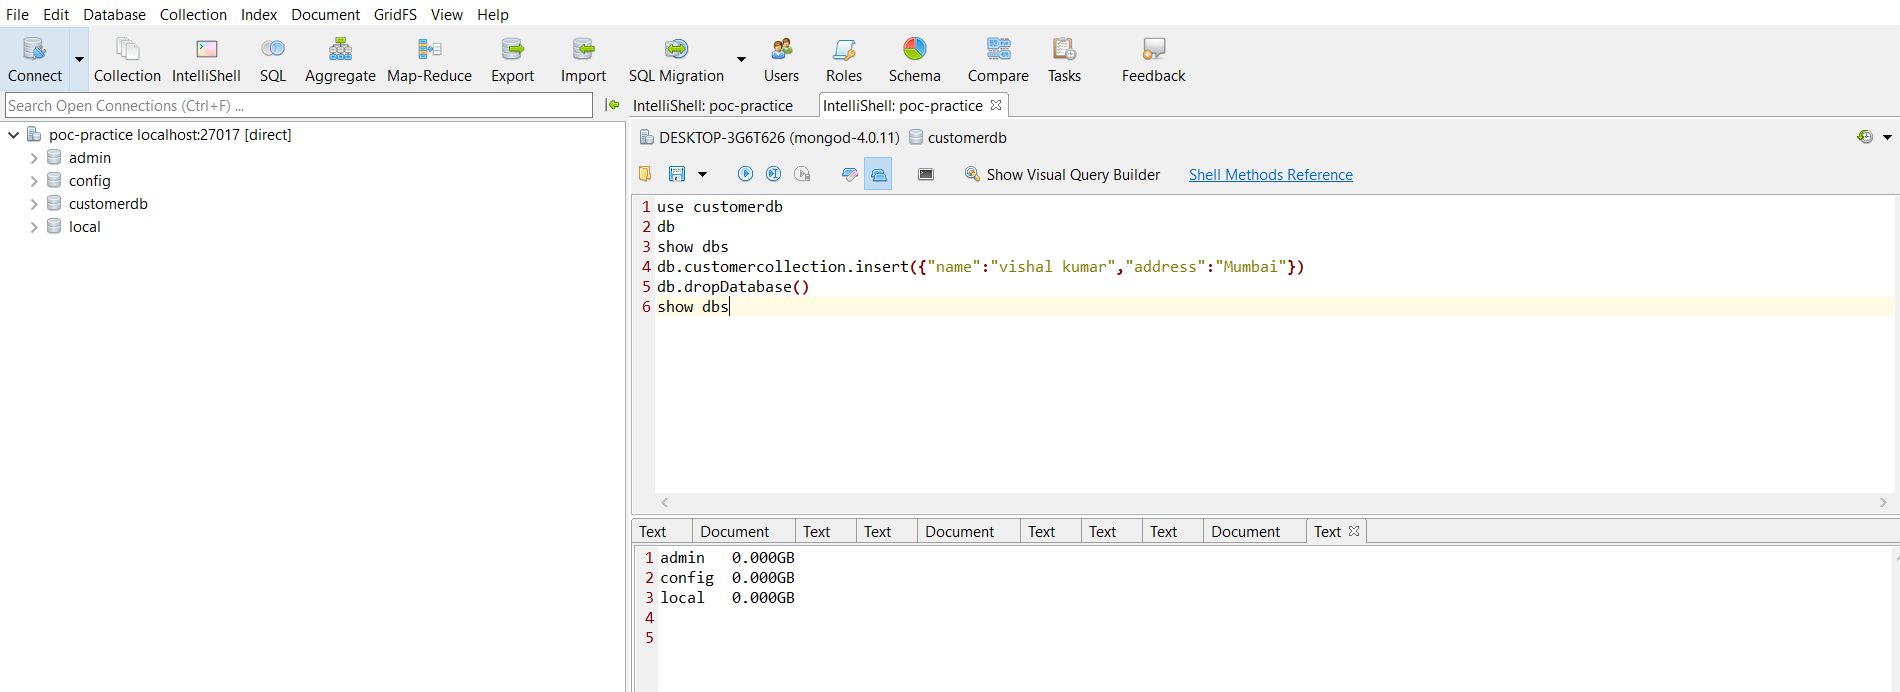 File Edit Database Collection Index Document GridFS View Help
Connect Collection IntelliShell SQL Aggregate Map-Reduce Export Import SQL Migration Users Roles Schema Compare Tasks Feedback
Search Open Connections (Ctrl+F) ...
IntelliShell: poc-practice IntelliShell: poc-practice
poc-practice localhost:27017 [direct]
admin
config
customerdb
local
DESKTOP-3G6T626 (mongod-4.0.11) customerdb
Show Visual Query Builder Shell Methods Reference
1 use customerdb
2 db
3 show dbs
4 db.customercollection.insert({"name":"vishal kumar","address":"Mumbai"})
5 db.dropDatabase()
6 show dbs
Text Document Text Text Document Text Text Text Document Text
1 admin 0.000GB
2 config 0.000GB
3 local 0.000GB
4
5